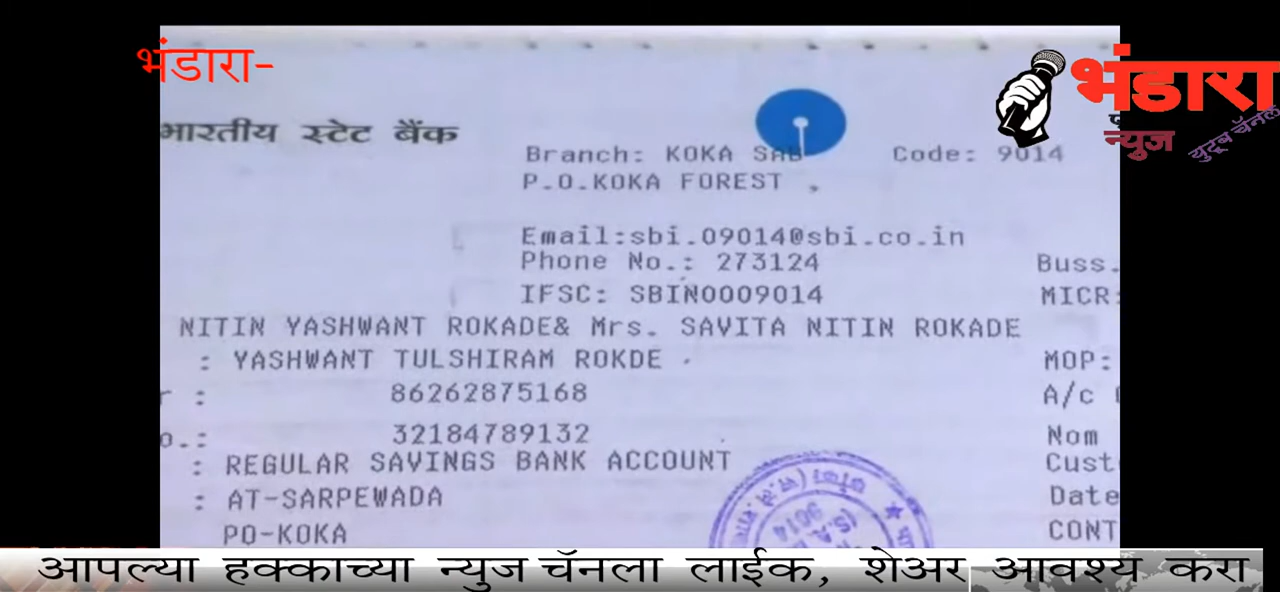 भंडारा-
भंडारा
न्युज
युटूब चॅनल
भारतीय स्टेट बैंक
Branch: KOKA SAB Code: 9014
P.O.KOKA FOREST ,
Email:sbi.09014@sbi.co.in
Phone No.: 273124 Buss.
IFSC: SBIN0009014 MICR:
NITIN YASHWANT ROKADE& Mrs. SAVITA NITIN ROKADE
: YASHWANT TULSHIRAM ROKDE . MOP:
r : 86262875168 A/c
o.: 32184789132 Nom
: REGULAR SAVINGS BANK ACCOUNT Cust
: AT-SARPEWADA Date
PO-KOKA CONT
9014
आपल्या हक्काच्या न्युज चॅनला लाईक, शेअर आवश्य करा